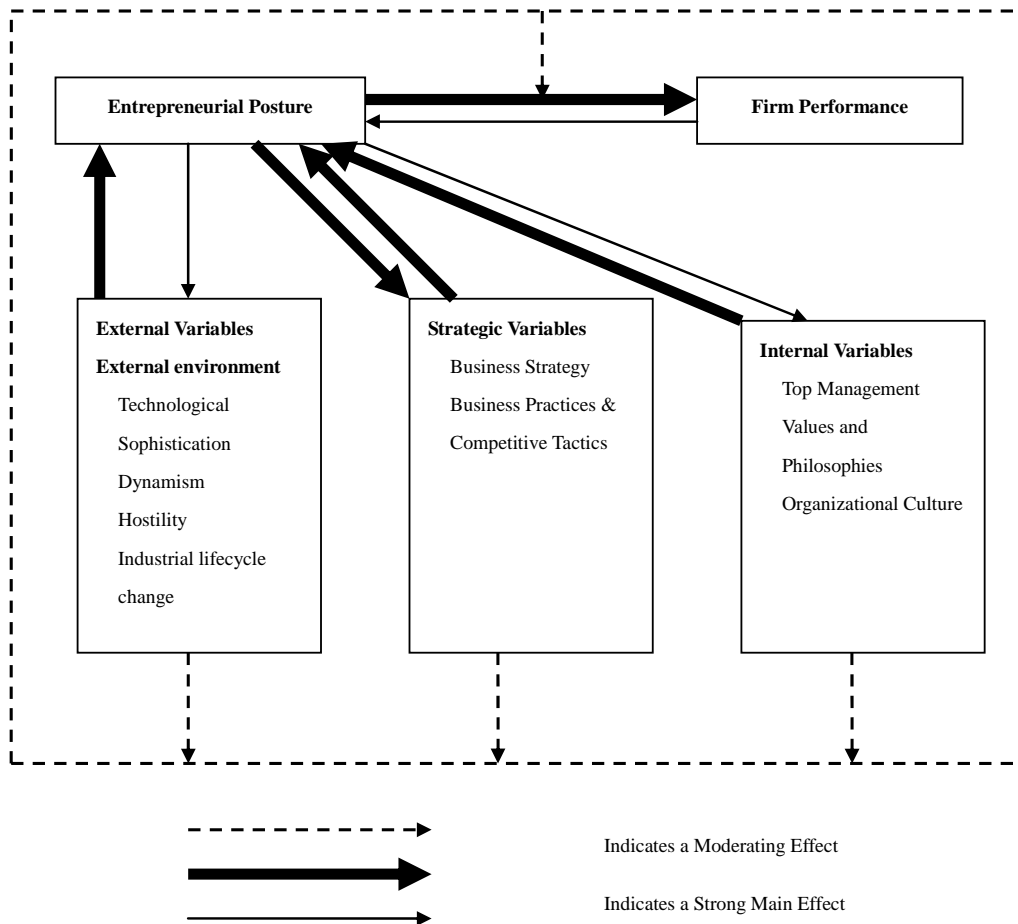 Entrepreneurial Posture
Firm Performance
External Variables
External environment
Technological
Sophistication
Dynamism
Hostility
Industrial lifecycle
change
Strategic Variables
Business Strategy
Business Practices &
Competitive Tactics
Internal Variables
Top Management
Values and
Philosophies
Organizational Culture
Indicates a Moderating Effect
Indicates a Strong Main Effect